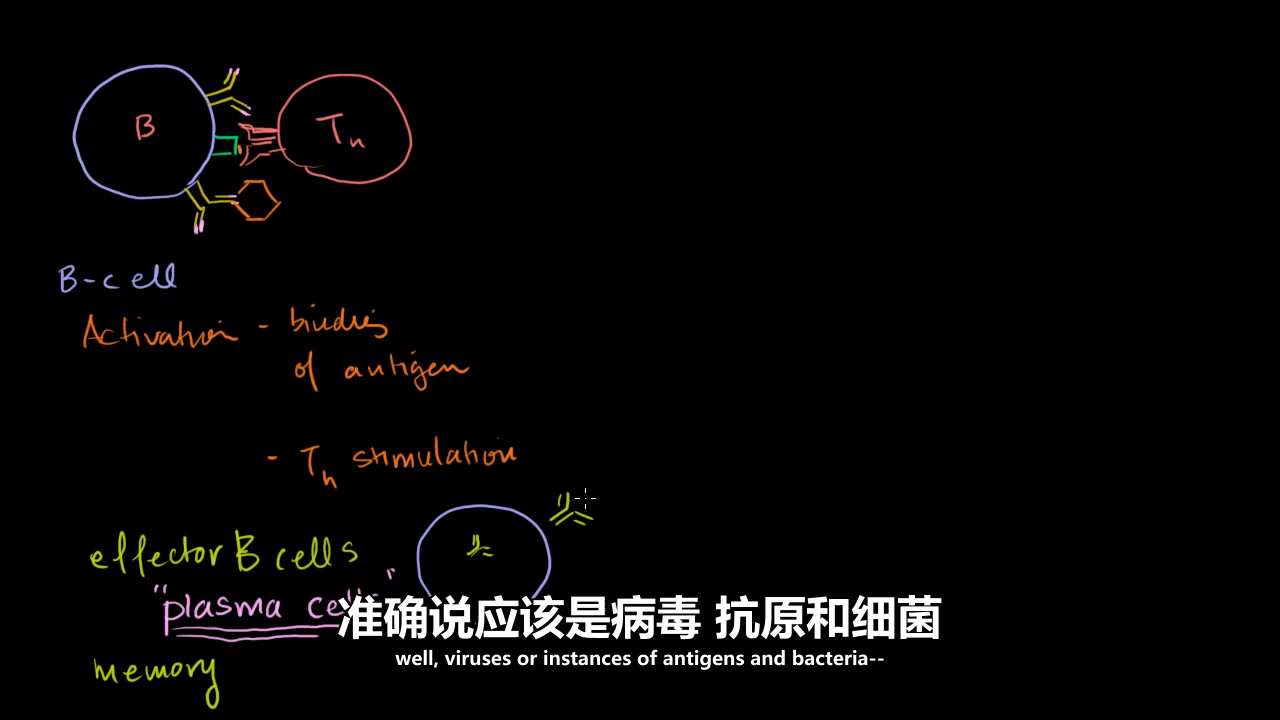 B
Th
B-cell
Activation - binding
of antigen
- Th stimulation
effector B cells
"plasma cells"
准确说应该是病毒 抗原和细菌
well, viruses or instances of antigens and bacteria--
memory